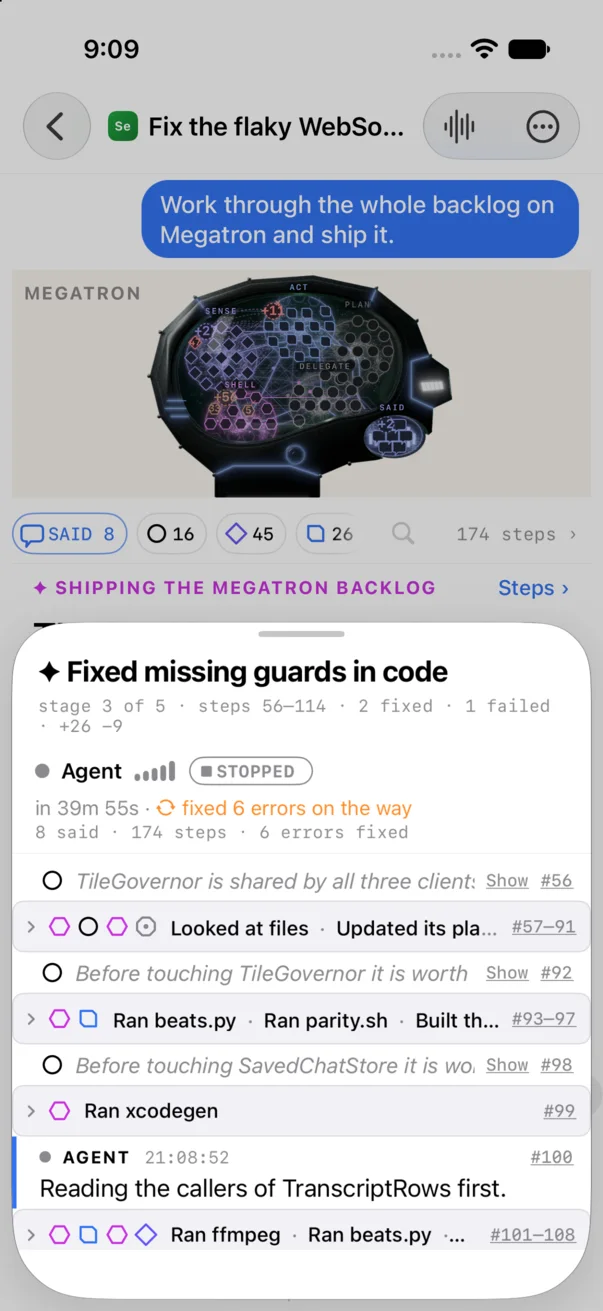 9:09
Se Fix the flaky WebSo...
Work through the whole backlog on
Megatron and ship it.
MEGATRON
ACT
PLAN
SENSE
+11
+2
DELEGATE
SHELL
+56
SAID
+2
SAID 8 16 45 26 174 steps ›
✦ SHIPPING THE MEGATRON BACKLOG Steps ›
✦ Fixed missing guards in code
stage 3 of 5 · steps 56–114 · 2 fixed · 1 failed
· +26 −9
Agent STOPPED
in 39m 55s · fixed 6 errors on the way
8 said · 174 steps · 6 errors fixed
TileGovernor is shared by all three clients Show #56
Looked at files · Updated its pla... #57–91
Before touching TileGovernor it is worth Show #92
Ran beats.py · Ran parity.sh · Built th... #93–97
Before touching SavedChatStore it is wo Show #98
Ran xcodegen #99
AGENT 21:08:52 #100
Reading the callers of TranscriptRows first.
Ran ffmpeg · Ran beats.py ·... #101–108